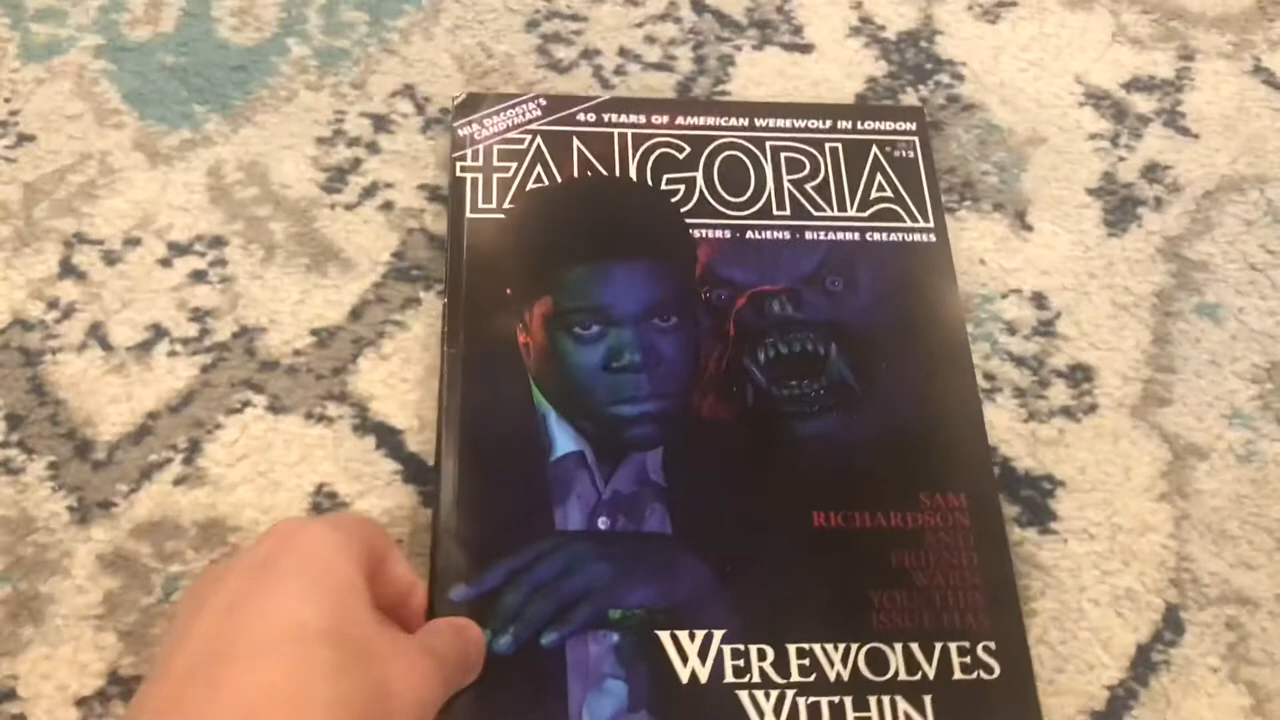 NIA DACOSTA'S
CANDYMAN
40 YEARS OF AMERICAN WEREWOLF IN LONDON
FANGORIA
#12
STERS · ALIENS · BIZARRE CREATURES
SAM
RICHARDSON
AND
FRIEND
WARN
YOU, THIS
ISSUE HAS
WEREWOLVES
WITHIN